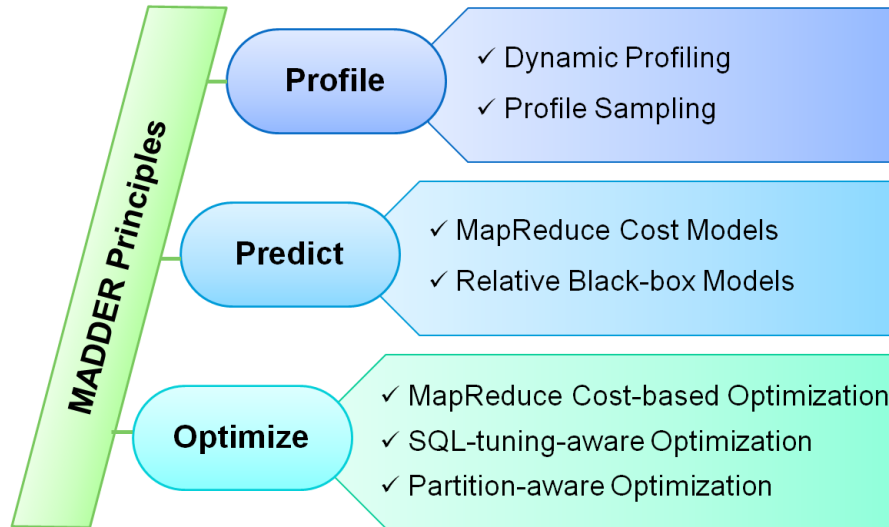 MADDER Principles
Profile
✓ Dynamic Profiling
✓ Profile Sampling
Predict
✓ MapReduce Cost Models
✓ Relative Black-box Models
Optimize
✓ MapReduce Cost-based Optimization
✓ SQL-tuning-aware Optimization
✓ Partition-aware Optimization